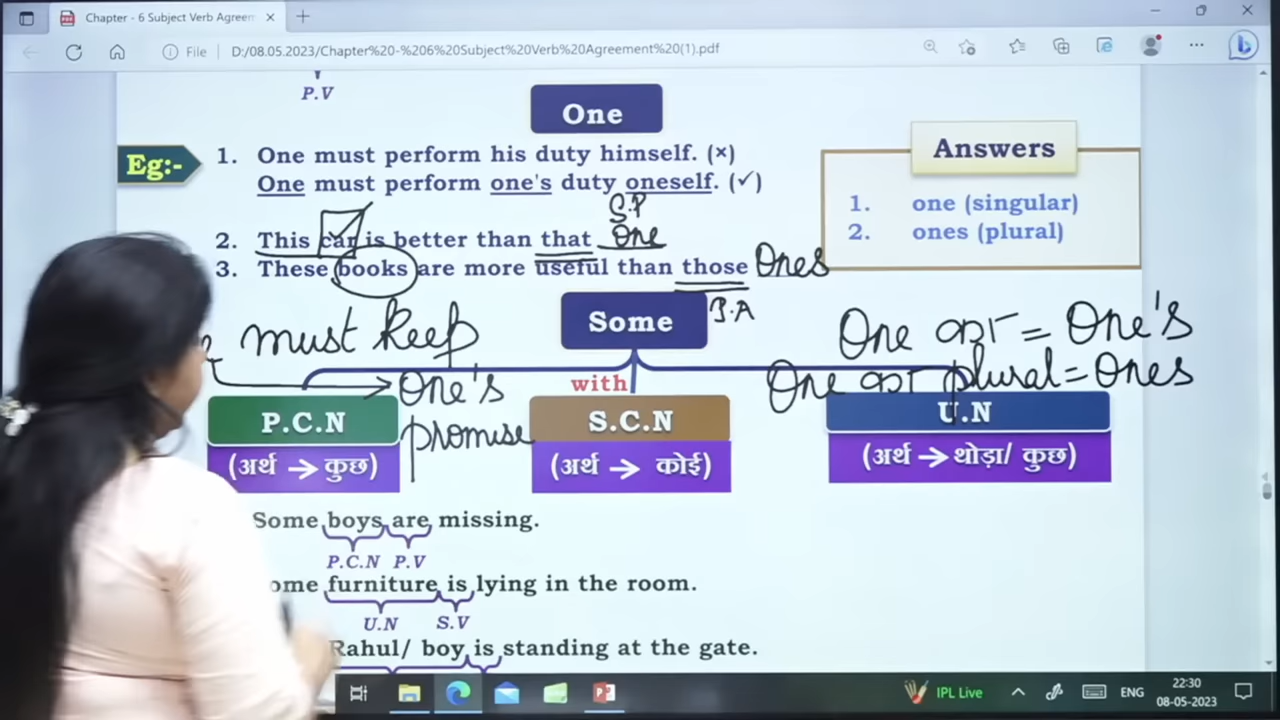 Chapter - 6 Subject Verb Agreem
File D:/08.05.2023/Chapter%20-%206%20Subject%20Verb%20Agreement%20(1).pdf
P.V
One
Eg:-
1. One must perform his duty himself. (×)
One must perform one's duty oneself. (✓)
S.P
2. This car is better than that One
3. These books are more useful than those Ones
B.A
Answers
1. one (singular)
2. ones (plural)
must keep
One's
promise
One का = One's
One का plural = Ones
Some
with
P.C.N
(अर्थ → कुछ)
S.C.N
(अर्थ → कोई)
U.N
(अर्थ → थोड़ा/ कुछ)
Some boys are missing.
P.C.N P.V
ome furniture is lying in the room.
U.N S.V
Rahul/ boy is standing at the gate.
IPL Live
ENG
22:30
08-05-2023